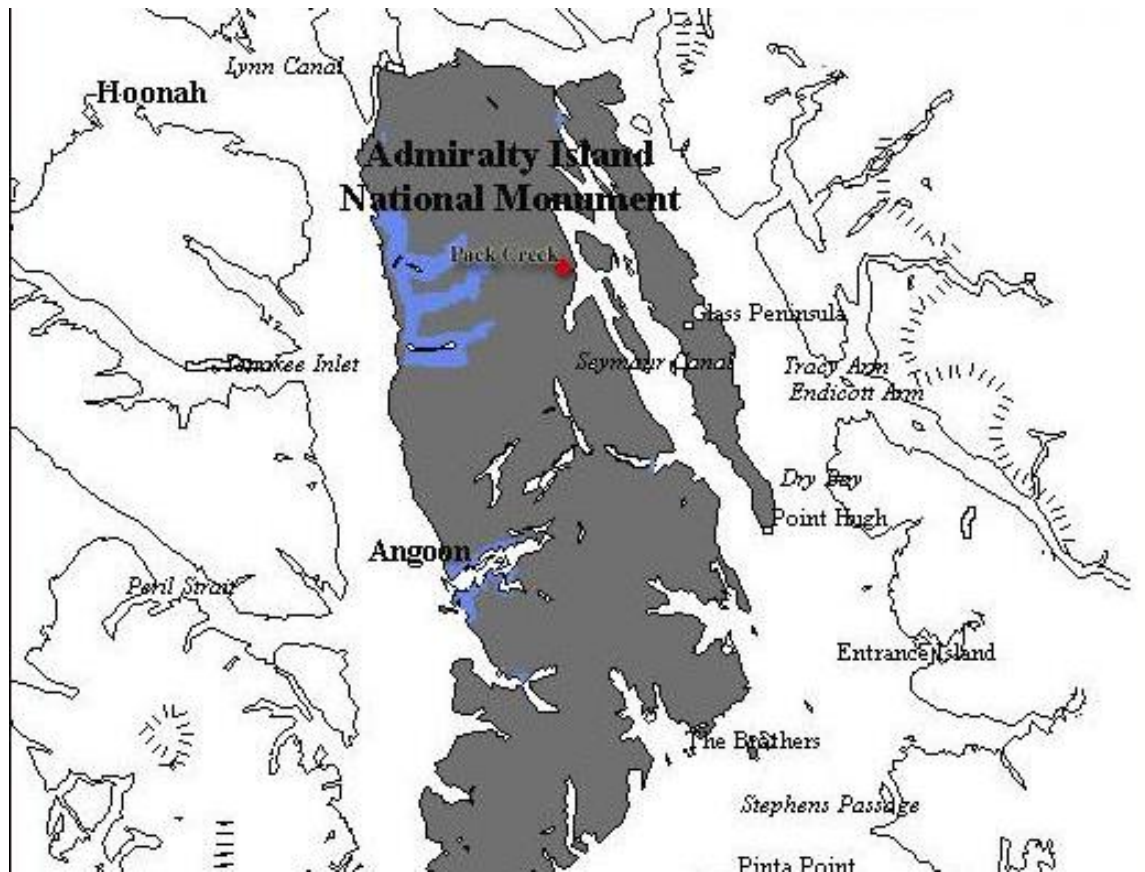 Lynn Canal
Hoonah
Admiralty Island
National Monument
Pack Creek
Glass Peninsula
Tenakee Inlet
Seymour Canal
Tracy Arm
Endicott Arm
Dry Bay
Point Hugh
Angoon
Peril Strait
Entrance Island
The Brothers
Stephens Passage
Pinta Point